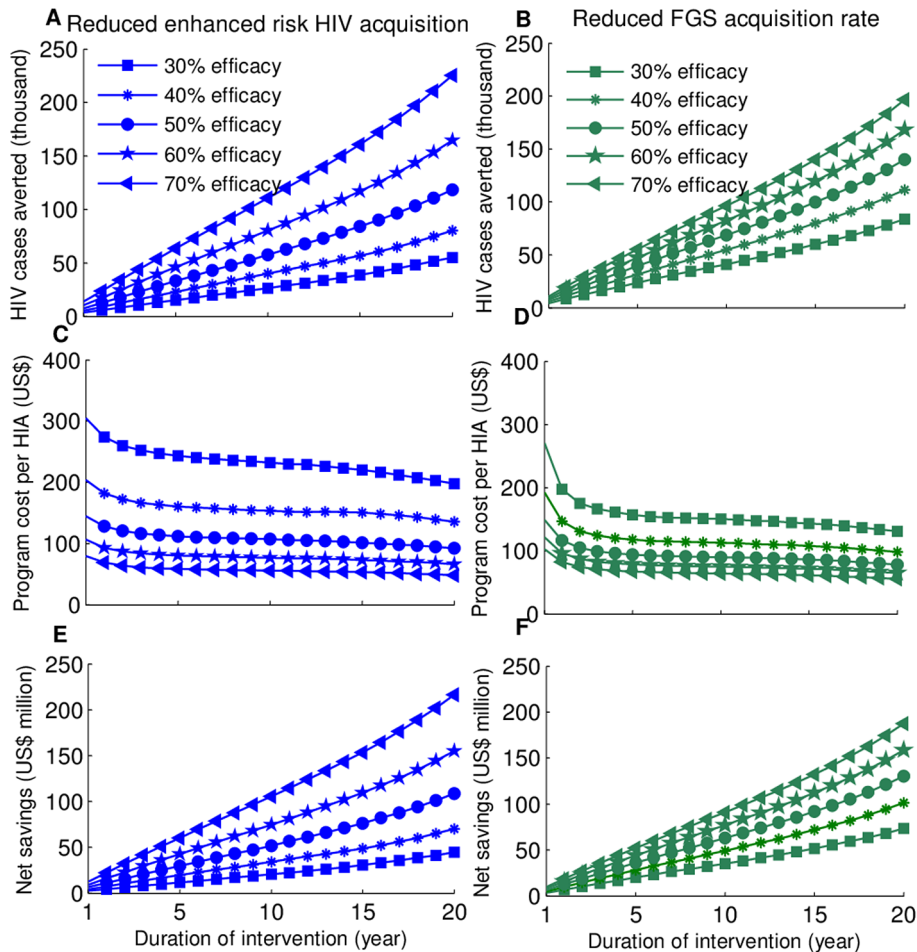 A Reduced enhanced risk HIV acquisition
HIV cases averted (thousand)
250
200
150
100
50
0
30% efficacy
40% efficacy
50% efficacy
60% efficacy
70% efficacy
B Reduced FGS acquisition rate
HIV cases averted (thousand)
250
200
150
100
50
0
30% efficacy
40% efficacy
50% efficacy
60% efficacy
70% efficacy
C
Program cost per HIA (US$)
400
300
200
100
0
D
Program cost per HIA (US$)
400
300
200
100
0
E
Net savings (US$ million)
250
200
150
100
50
0
1 5 10 15 20
Duration of intervention (year)
F
Net savings (US$ million)
250
200
150
100
50
0
1 5 10 15 20
Duration of intervention (year)